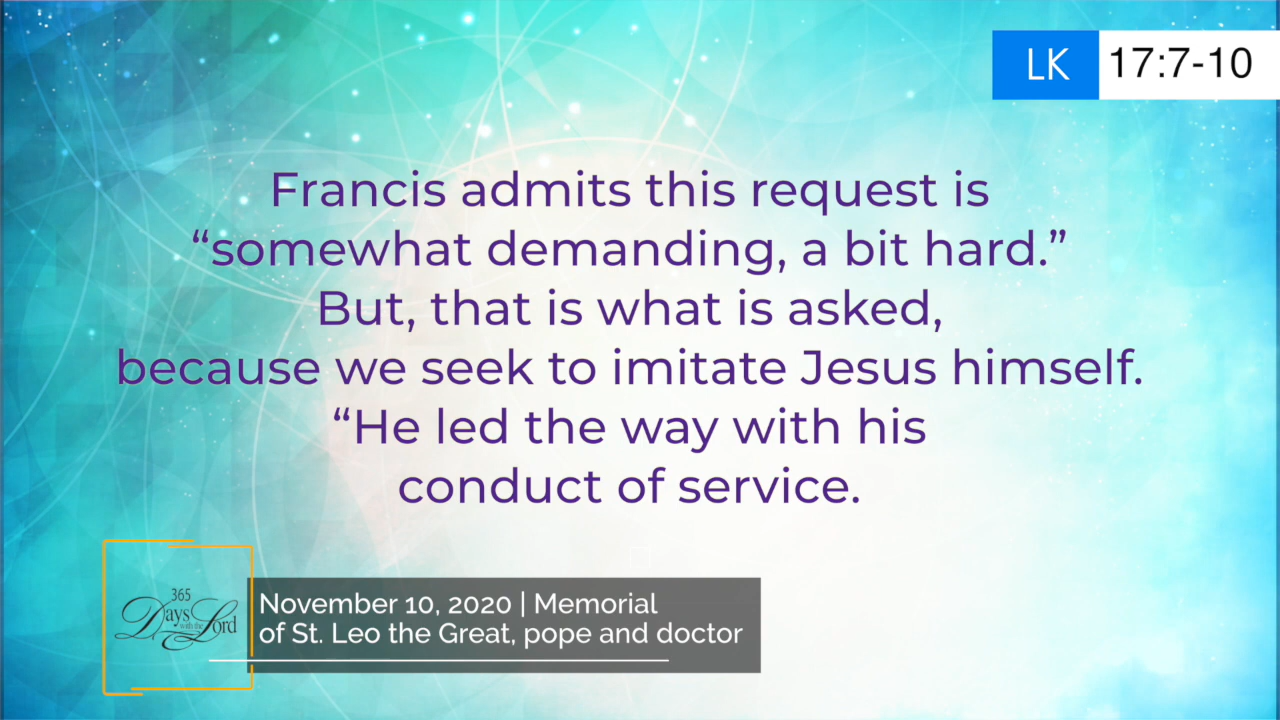 LK 17:7-10
Francis admits this request is
“somewhat demanding, a bit hard.”
But, that is what is asked,
because we seek to imitate Jesus himself.
“He led the way with his
conduct of service.
365
Days with the Lord
November 10, 2020 | Memorial
of St. Leo the Great, pope and doctor